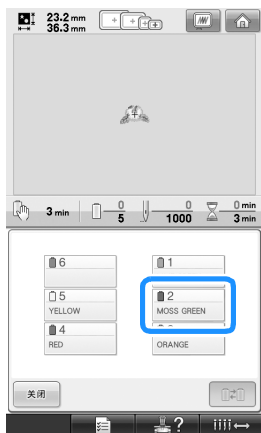 23.2 mm
36.3 mm
3 min
0
5
0
1000
0 min
3 min
6
1
5
YELLOW
2
MOSS GREEN
4
RED
ORANGE
关闭
?